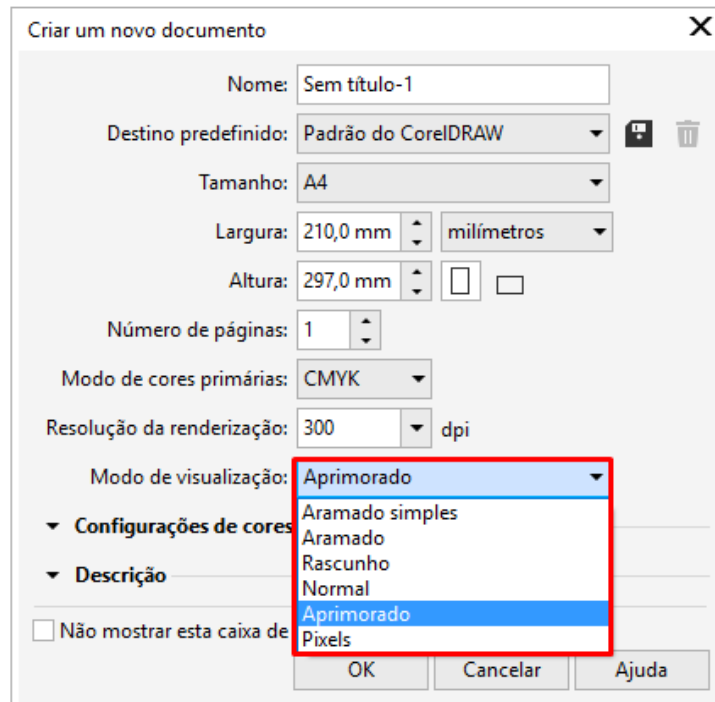 Criar um novo documento
Nome: Sem título-1
Destino predefinido: Padrão do CorelDRAW
Tamanho: A4
Largura: 210,0 mm milímetros
Altura: 297,0 mm
Número de páginas: 1
Modo de cores primárias: CMYK
Resolução da renderização: 300 dpi
Modo de visualização: Aprimorado
Aramado simples
Configurações de cores
Aramado
Rascunho
Descrição
Normal
Aprimorado
Não mostrar esta caixa de
Pixels
OK Cancelar Ajuda